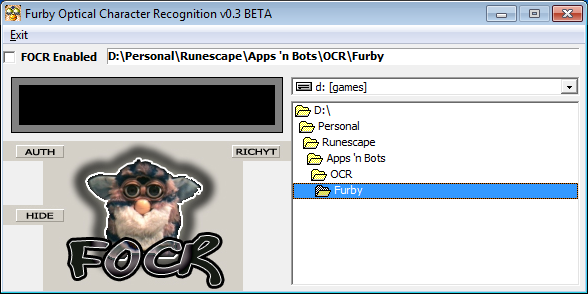 Furby Optical Character Recognition v0.3 BETA
Exit
FOCR Enabled
D:\Personal\Runescape\Apps 'n Bots\OCR\Furby
d: [games]
D:\
Personal
Runescape
Apps 'n Bots
OCR
Furby
AUTH
RICHYT
HIDE
FOCR